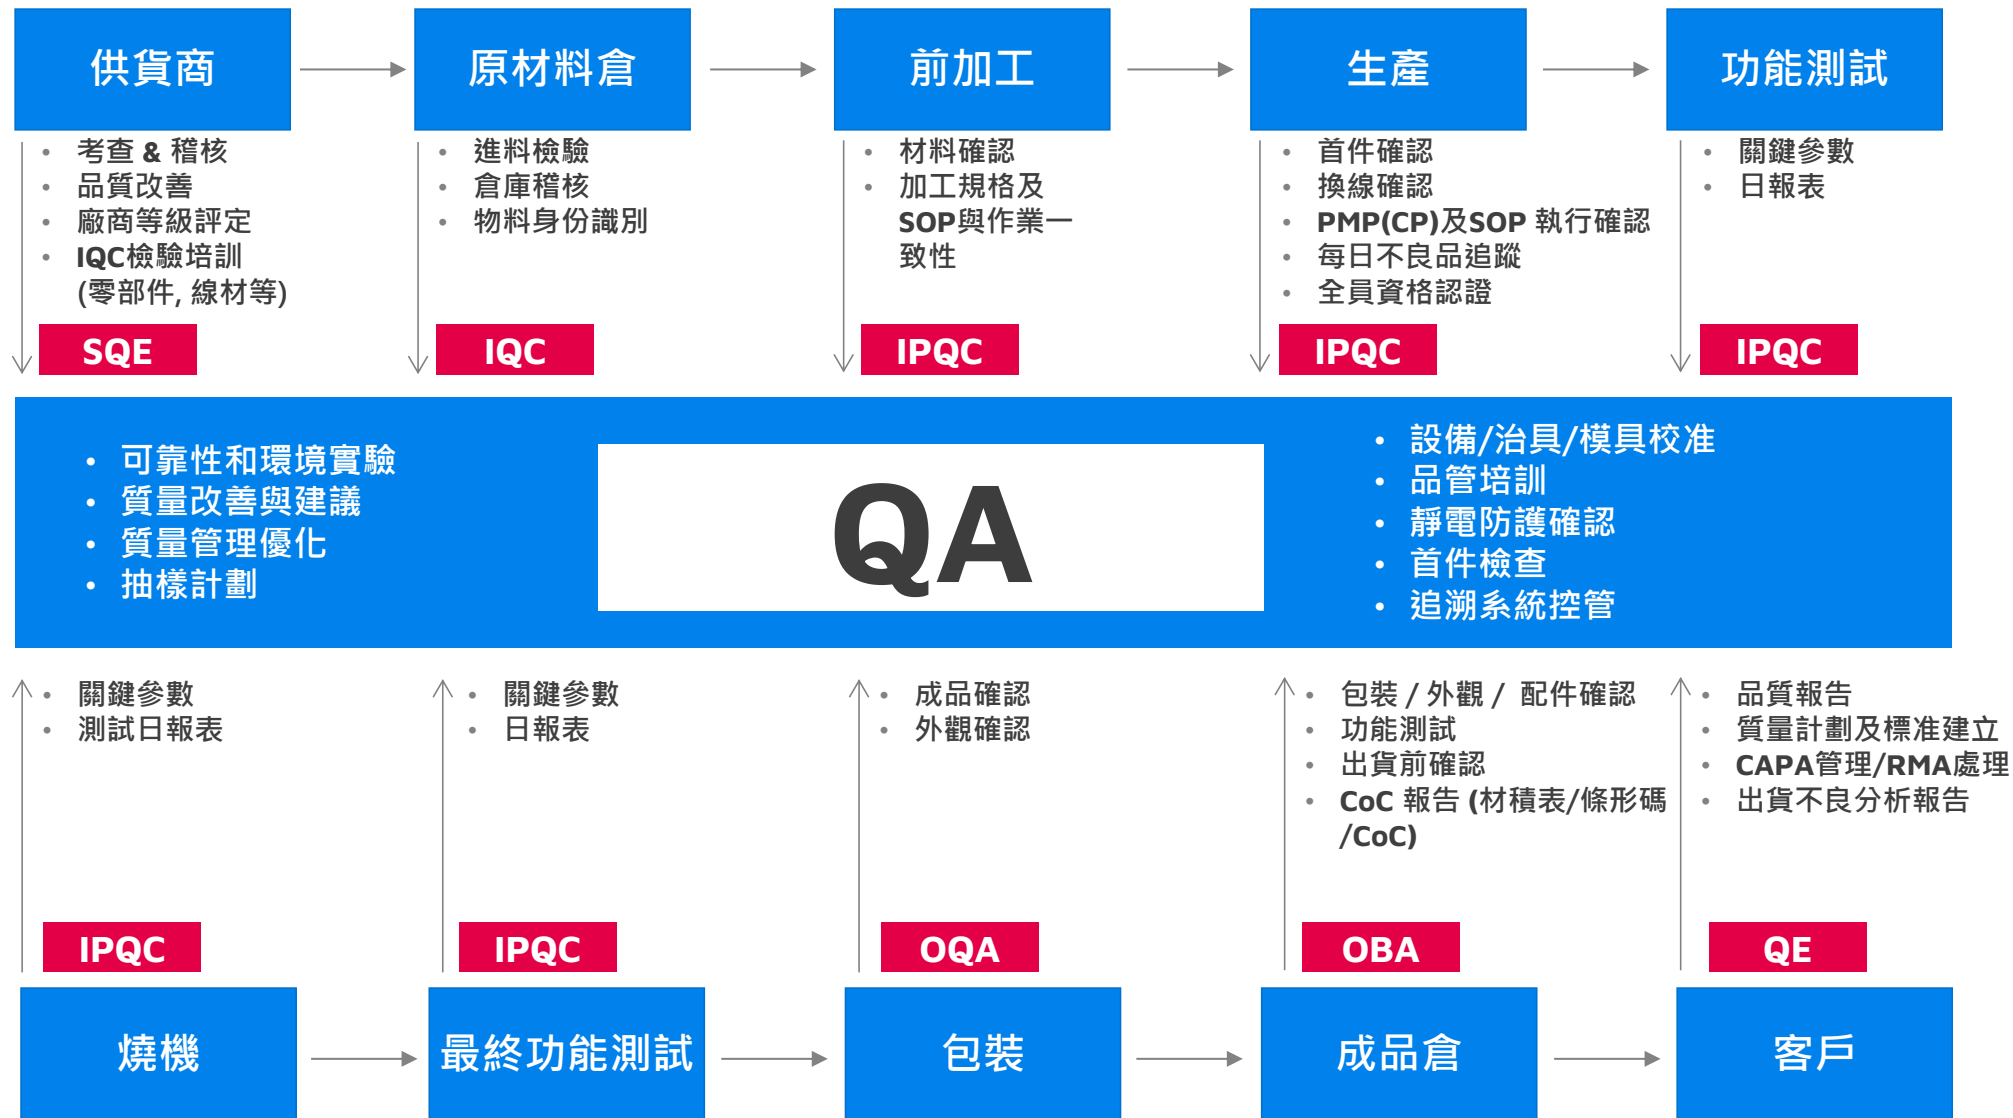 供貨商
原材料倉
前加工
生產
功能測試
考查 & 稽核
品質改善
廠商等級評定
IQC檢驗培訓
(零部件, 線材等)
進料檢驗
倉庫稽核
物料身份識別
材料確認
加工規格及
SOP與作業一
致性
首件確認
換線確認
PMP(CP)及SOP 執行確認
每日不良品追蹤
全員資格認證
關鍵參數
日報表
SQE
IQC
IPQC
IPQC
IPQC
可靠性和環境實驗
質量改善與建議
質量管理優化
抽樣計劃
QA
設備/治具/模具校准
品管培訓
靜電防護確認
首件檢查
追溯系統控管
關鍵參數
測試日報表
關鍵參數
日報表
成品確認
外觀確認
包裝 / 外觀 / 配件確認
功能測試
出貨前確認
CoC 報告 (材積表/條形碼
/CoC)
品質報告
質量計劃及標准建立
CAPA管理/RMA處理
出貨不良分析報告
IPQC
IPQC
OQA
OBA
QE
燒機
最終功能測試
包裝
成品倉
客戶